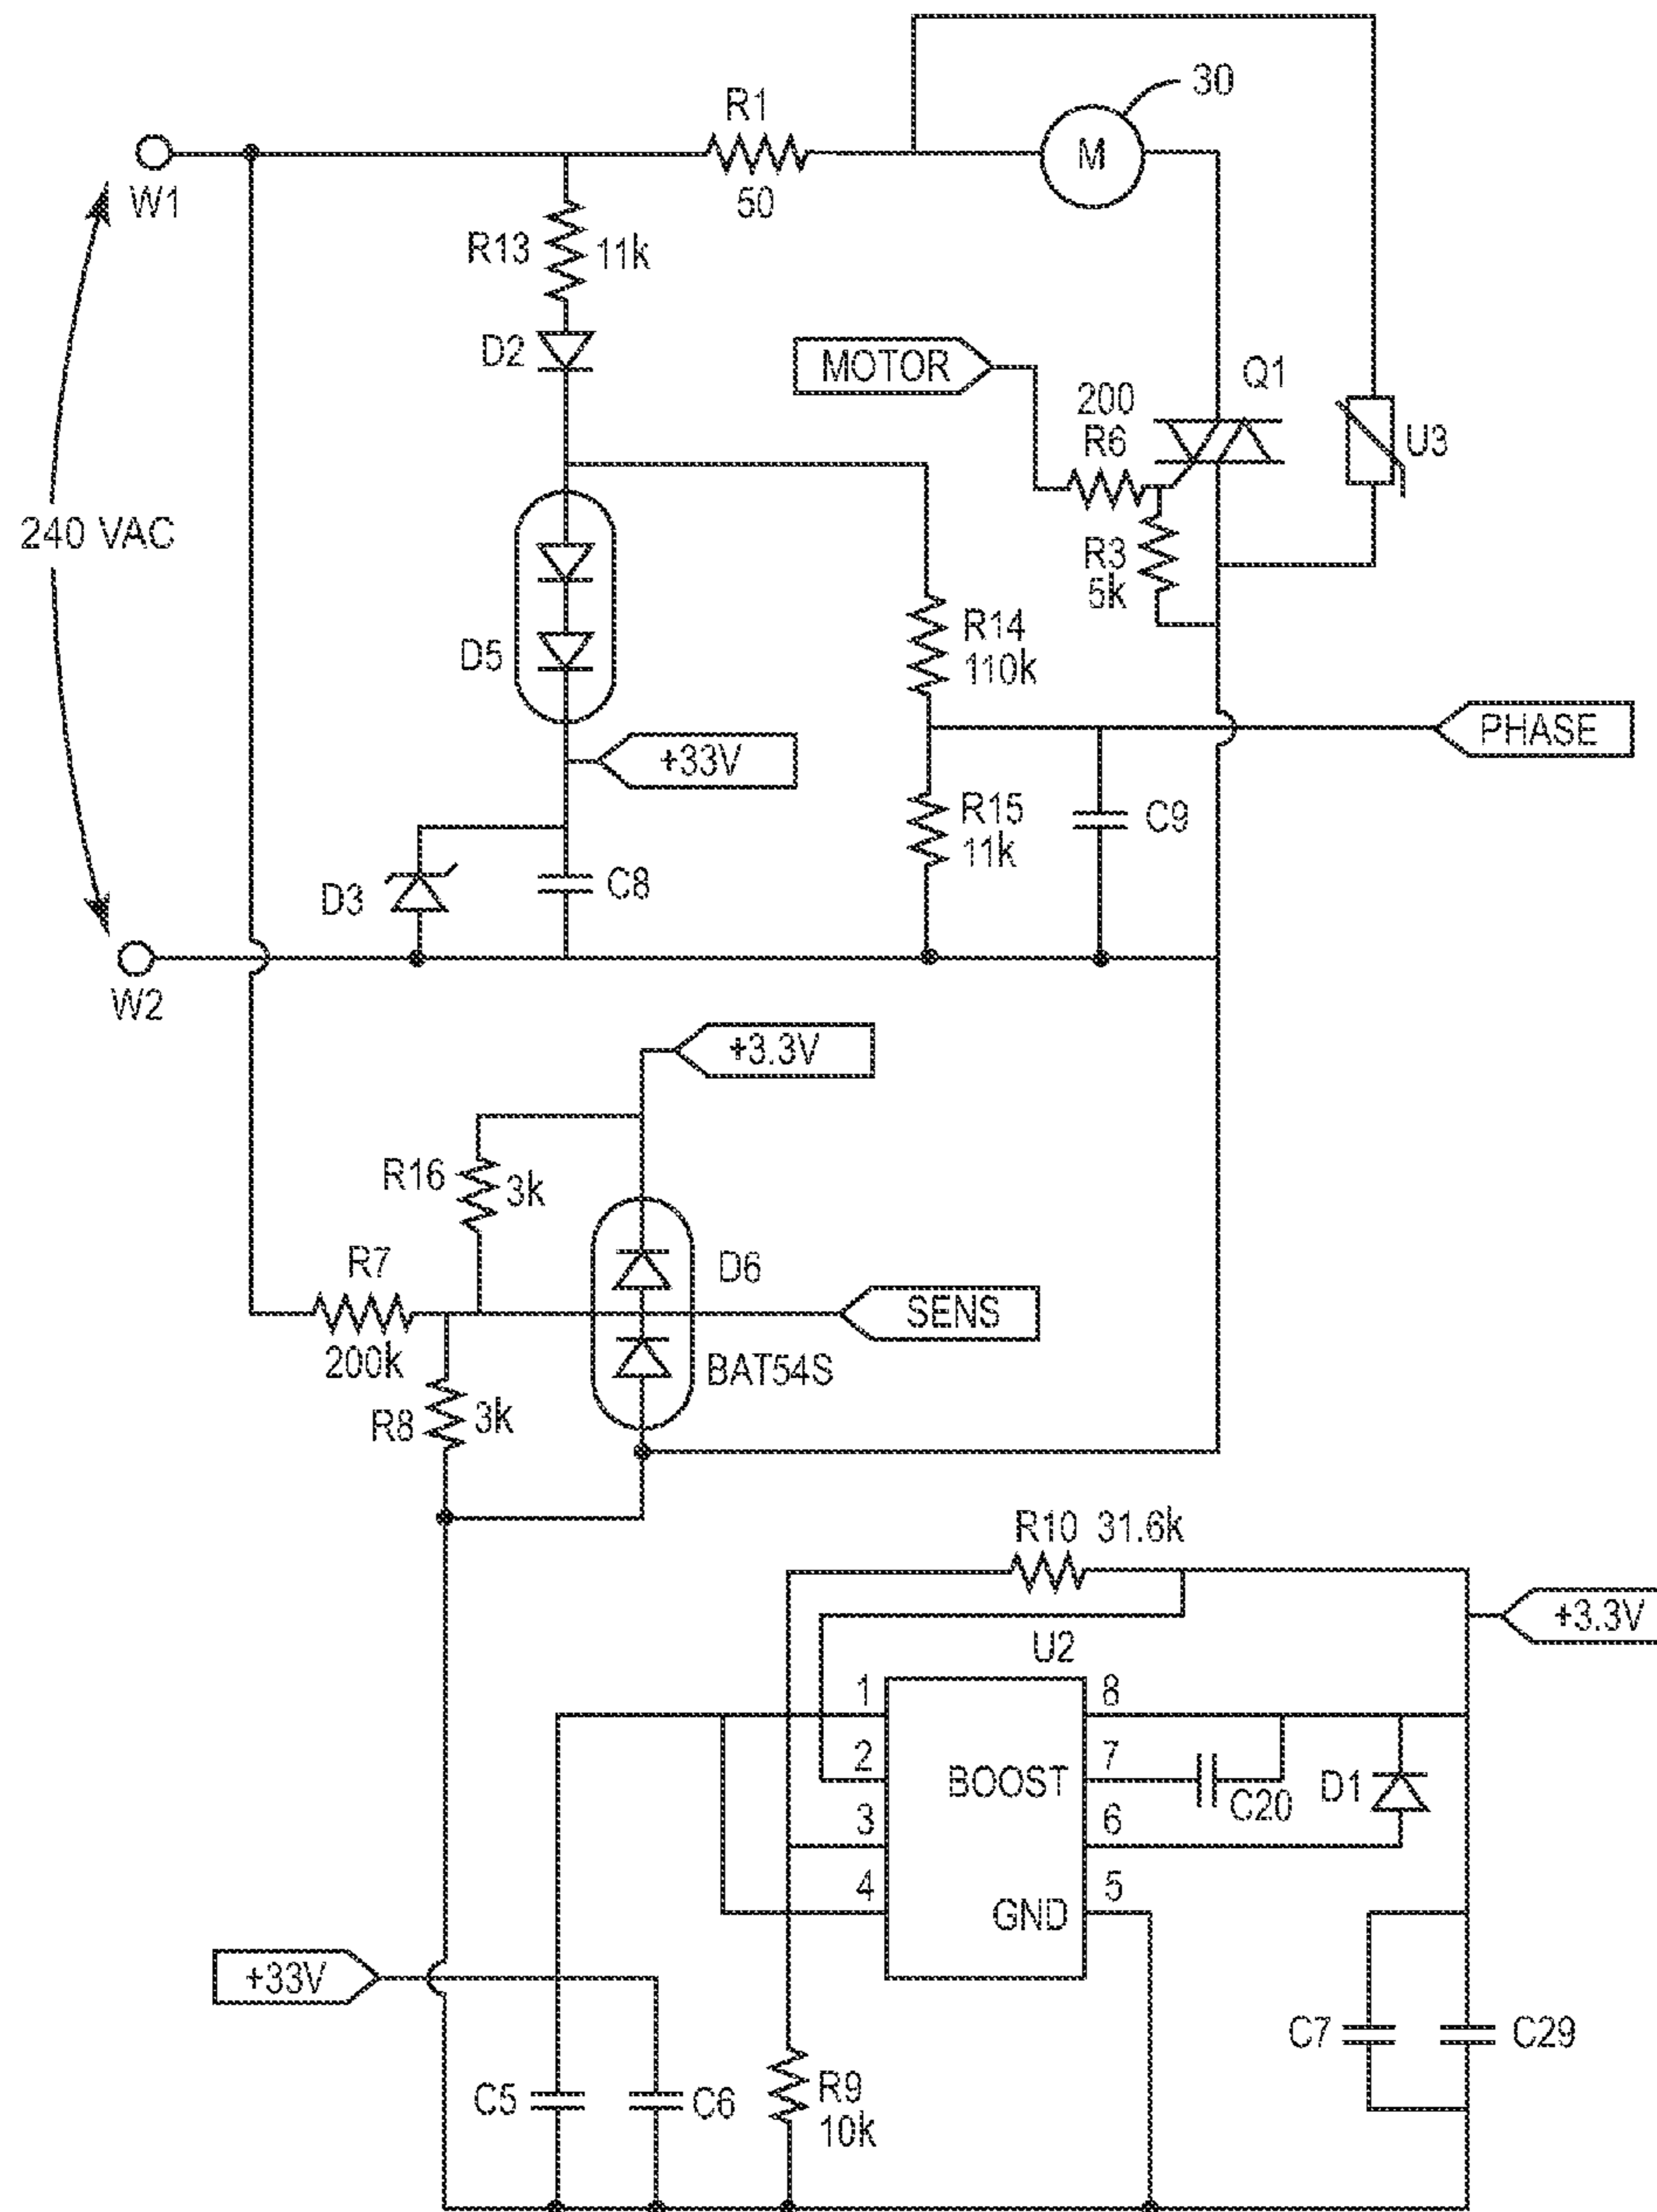 30
R1
M
W1
50
R13
11k
D2
MOTOR
Q1
200
R6
U3
240 VAC
R3
5k
R14
110k
D5
PHASE
+33V
R15
11k
C9
D3
C8
W2
+3.3V
R16
3k
D6
R7
SENS
200k
BAT54S
R8
3k
R10 31.6k
+3.3V
U2
1
8
2
BOOST
7
D1
C20
3
6
4
GND
5
+33V
C7
C29
C5
C6
R9
10k